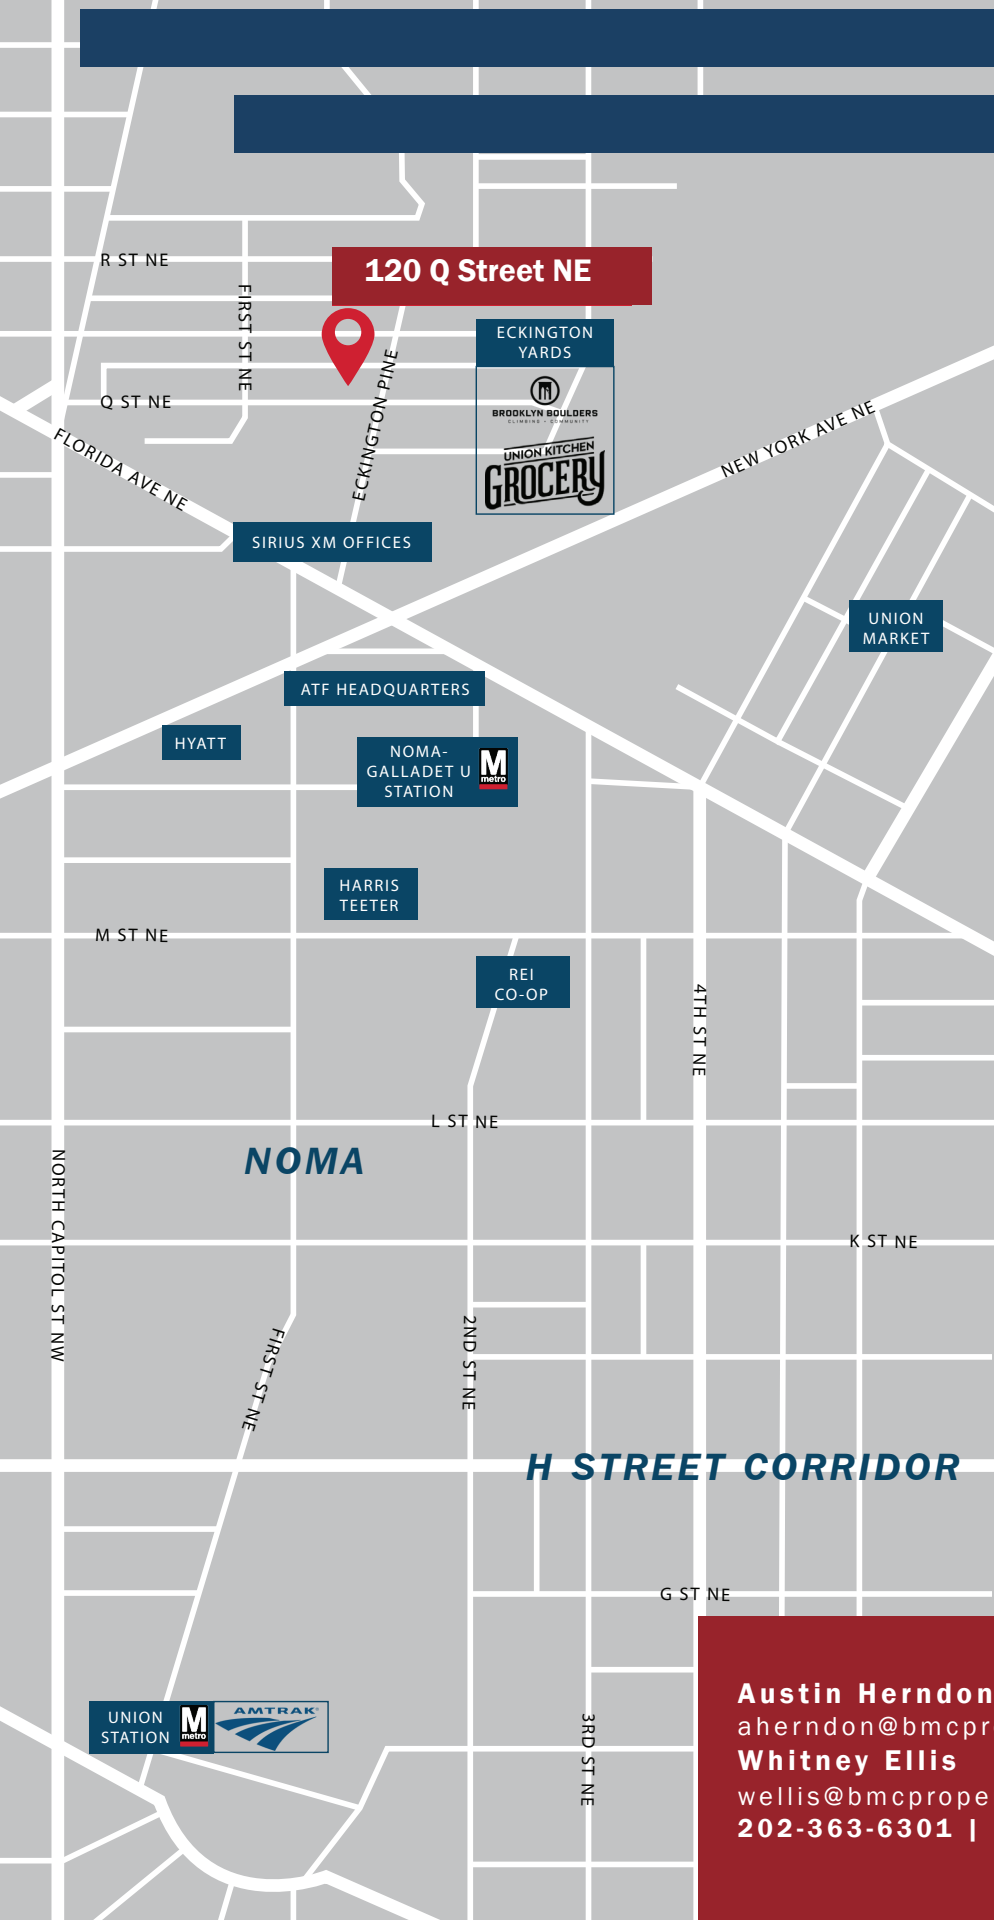 R ST NE
120 Q Street NE
FIRST ST NE
ECKINGTON
YARDS
BROOKLYN BOULDERS
CLIMBING + COMMUNITY
UNION KITCHEN
GROCERY
Q ST NE
ECKINGTON PINE
NEW YORK AVE NE
FLORIDA AVE NE
SIRIUS XM OFFICES
UNION
MARKET
ATF HEADQUARTERS
HYATT
NOMA-
GALLADET U
STATION
M
metro
HARRIS
TEETER
M ST NE
REI
CO-OP
4TH ST NE
L ST NE
NOMA
NORTH CAPITOL ST NW
K ST NE
FIRST ST NE
2ND ST NE
H STREET CORRIDOR
G ST NE
UNION
STATION
M
metro
AMTRAK
3RD ST NE
Austin Herndon
aherndon@bmcpr
Whitney Ellis
wellis@bmcprope
202-363-6301 |